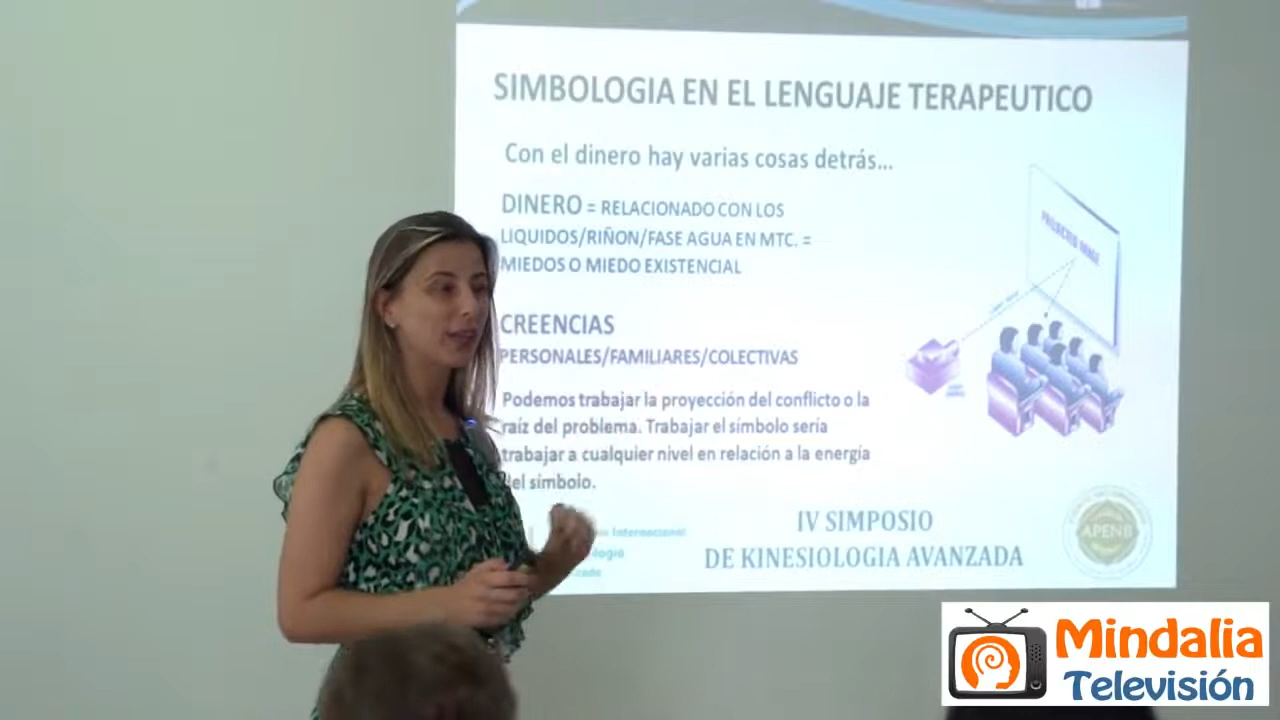 SIMBOLOGIA EN EL LENGUAJE TERAPEUTICO
Con el dinero hay varias cosas detrás...
DINERO = RELACIONADO CON LOS
LIQUIDOS/RIÑON/FASE AGUA EN MTC. =
MIEDOS O MIEDO EXISTENCIAL
CREENCIAS
PERSONALES/FAMILIARES/COLECTIVAS
Podemos trabajar la proyección del conflicto o la
raíz del problema. Trabajar el símbolo sería
trabajar a cualquier nivel en relación a la energía
del símbolo.
Internacional
IV SIMPOSIO
DE KINESIOLOGIA AVANZADA
APENB
Mindalia
Televisión